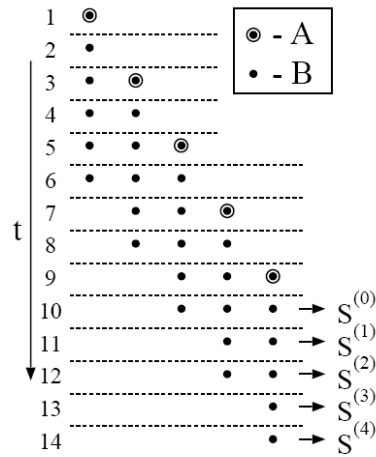 1
- A
2
- B
3
4
5
6
7
t
8
9
10 S^(0)
11 S^(1)
12 S^(2)
13 S^(3)
14 S^(4)